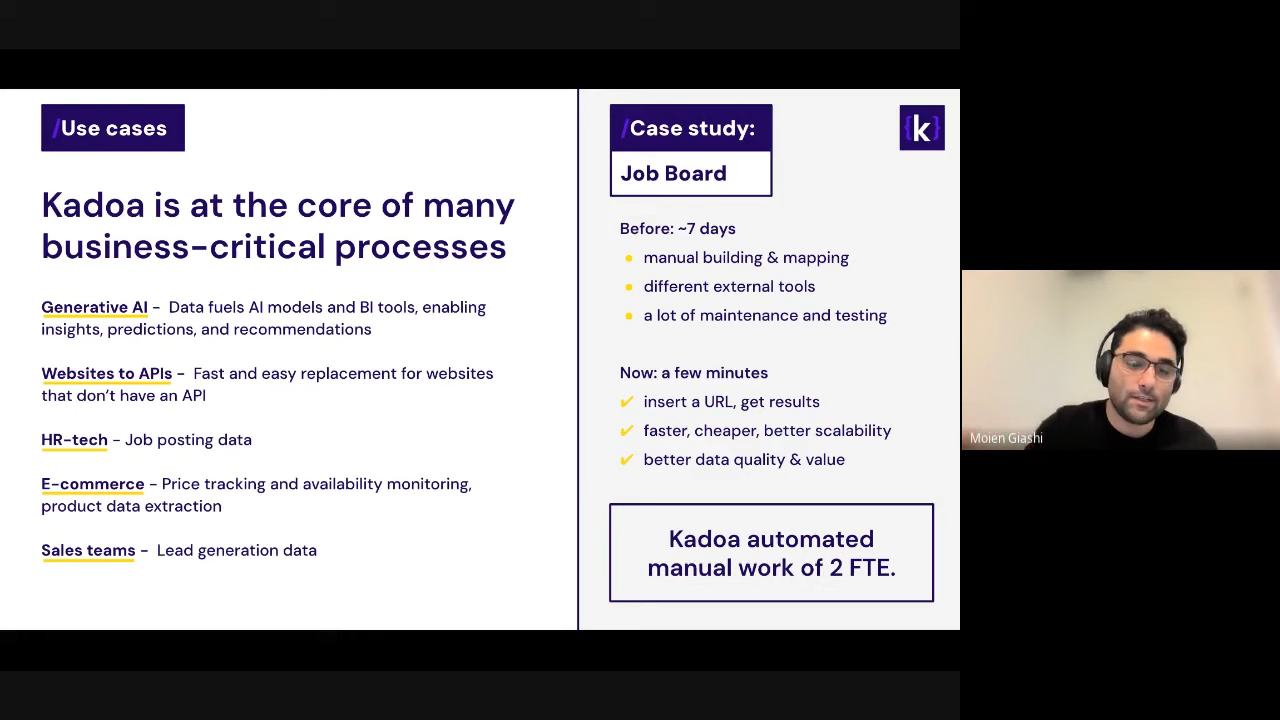 /Use cases
Kadoa is at the core of many
business-critical processes
Generative AI - Data fuels AI models and BI tools, enabling
insights, predictions, and recommendations
Websites to APIs - Fast and easy replacement for websites
that don't have an API
HR-tech - Job posting data
E-commerce - Price tracking and availability monitoring,
product data extraction
Sales teams - Lead generation data
/Case study:
Job Board
{k}
Before: ~7 days
manual building & mapping
different external tools
a lot of maintenance and testing
Now: a few minutes
insert a URL, get results
faster, cheaper, better scalability
better data quality & value
Kadoa automated
manual work of 2 FTE.
Moien Giashi